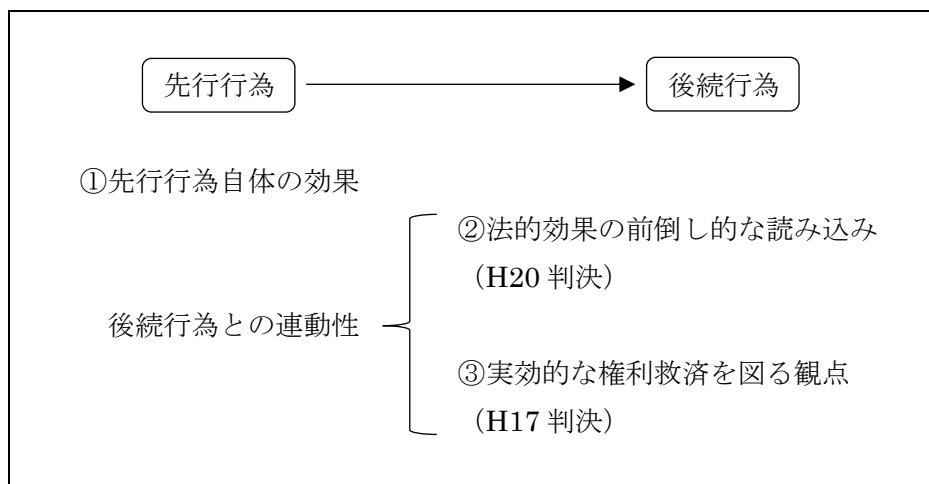 先行行為
後続行為
①先行行為自体の効果
②法的効果の前倒し的な読み込み
（H20 判決）
後続行為との連動性
③実効的な権利救済を図る観点
（H17 判決）